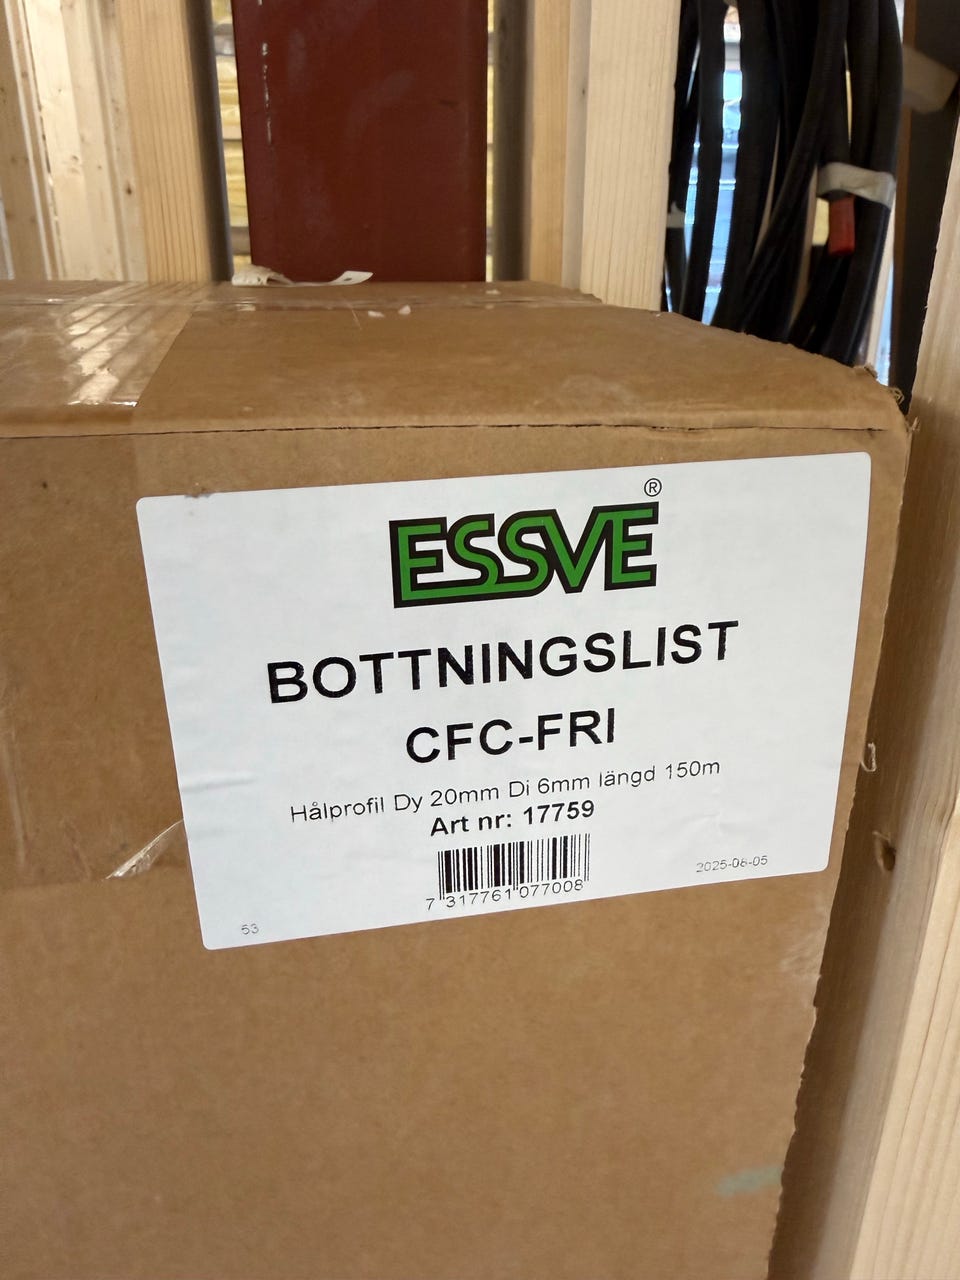 ESSVE®
BOTTNINGSLIST
CFC-FRI
Hålprofil Dy 20mm Di 6mm längd 150m
Art nr: 17759
7 317761 077008
2025-06-05
53